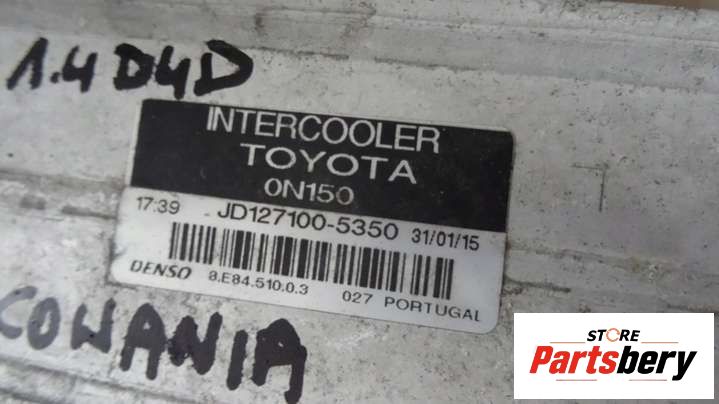 1.4 D4D
INTERCOOLER
TOYOTA
0N150
17:39 JD127100-5350 31/01/15
DENSO 8.E84.510.0.3 027 PORTUGAL
STORE
Partsbery